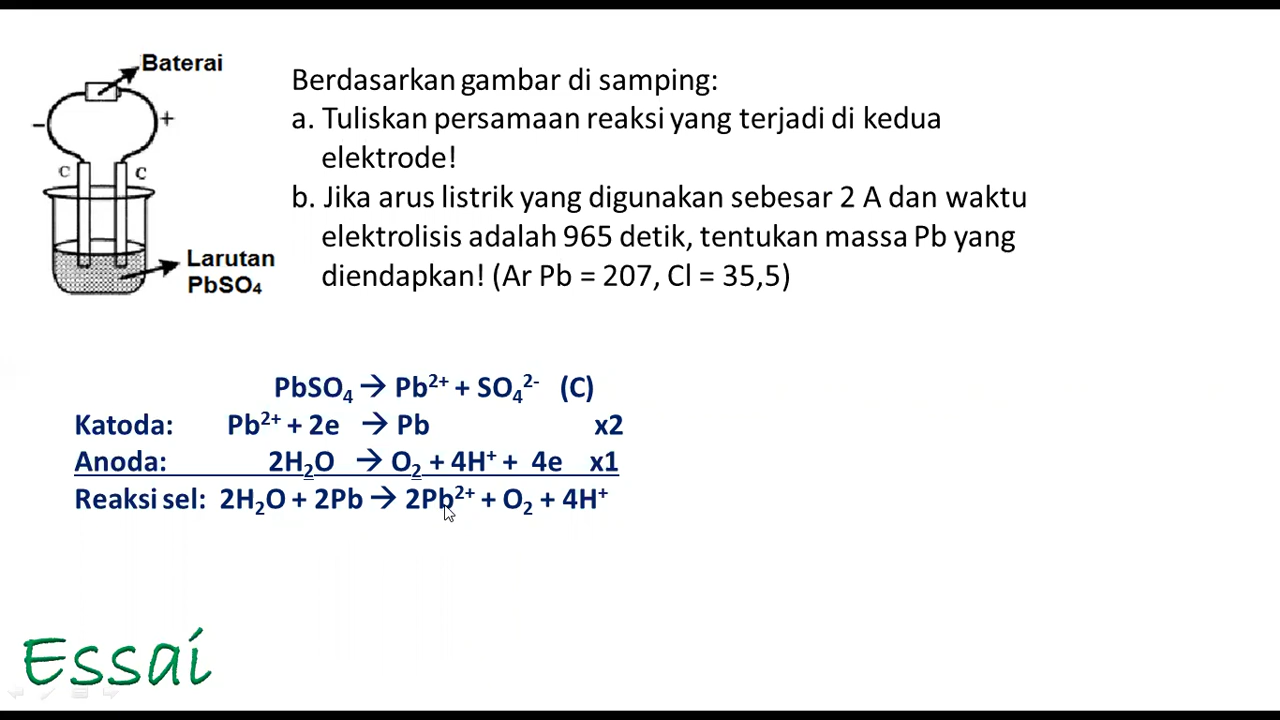 Baterai
−
+
C
C
Larutan
PbSO₄
Berdasarkan gambar di samping:
a. Tuliskan persamaan reaksi yang terjadi di kedua
elektrode!
b. Jika arus listrik yang digunakan sebesar 2 A dan waktu
elektrolisis adalah 965 detik, tentukan massa Pb yang
diendapkan! (Ar Pb = 207, Cl = 35,5)
PbSO₄ → Pb²⁺ + SO₄²⁻ (C)
Katoda: Pb²⁺ + 2e → Pb x2
Anoda: 2H₂O → O₂ + 4H⁺ + 4e x1
Reaksi sel: 2H₂O + 2Pb → 2Pb²⁺ + O₂ + 4H⁺
Essai